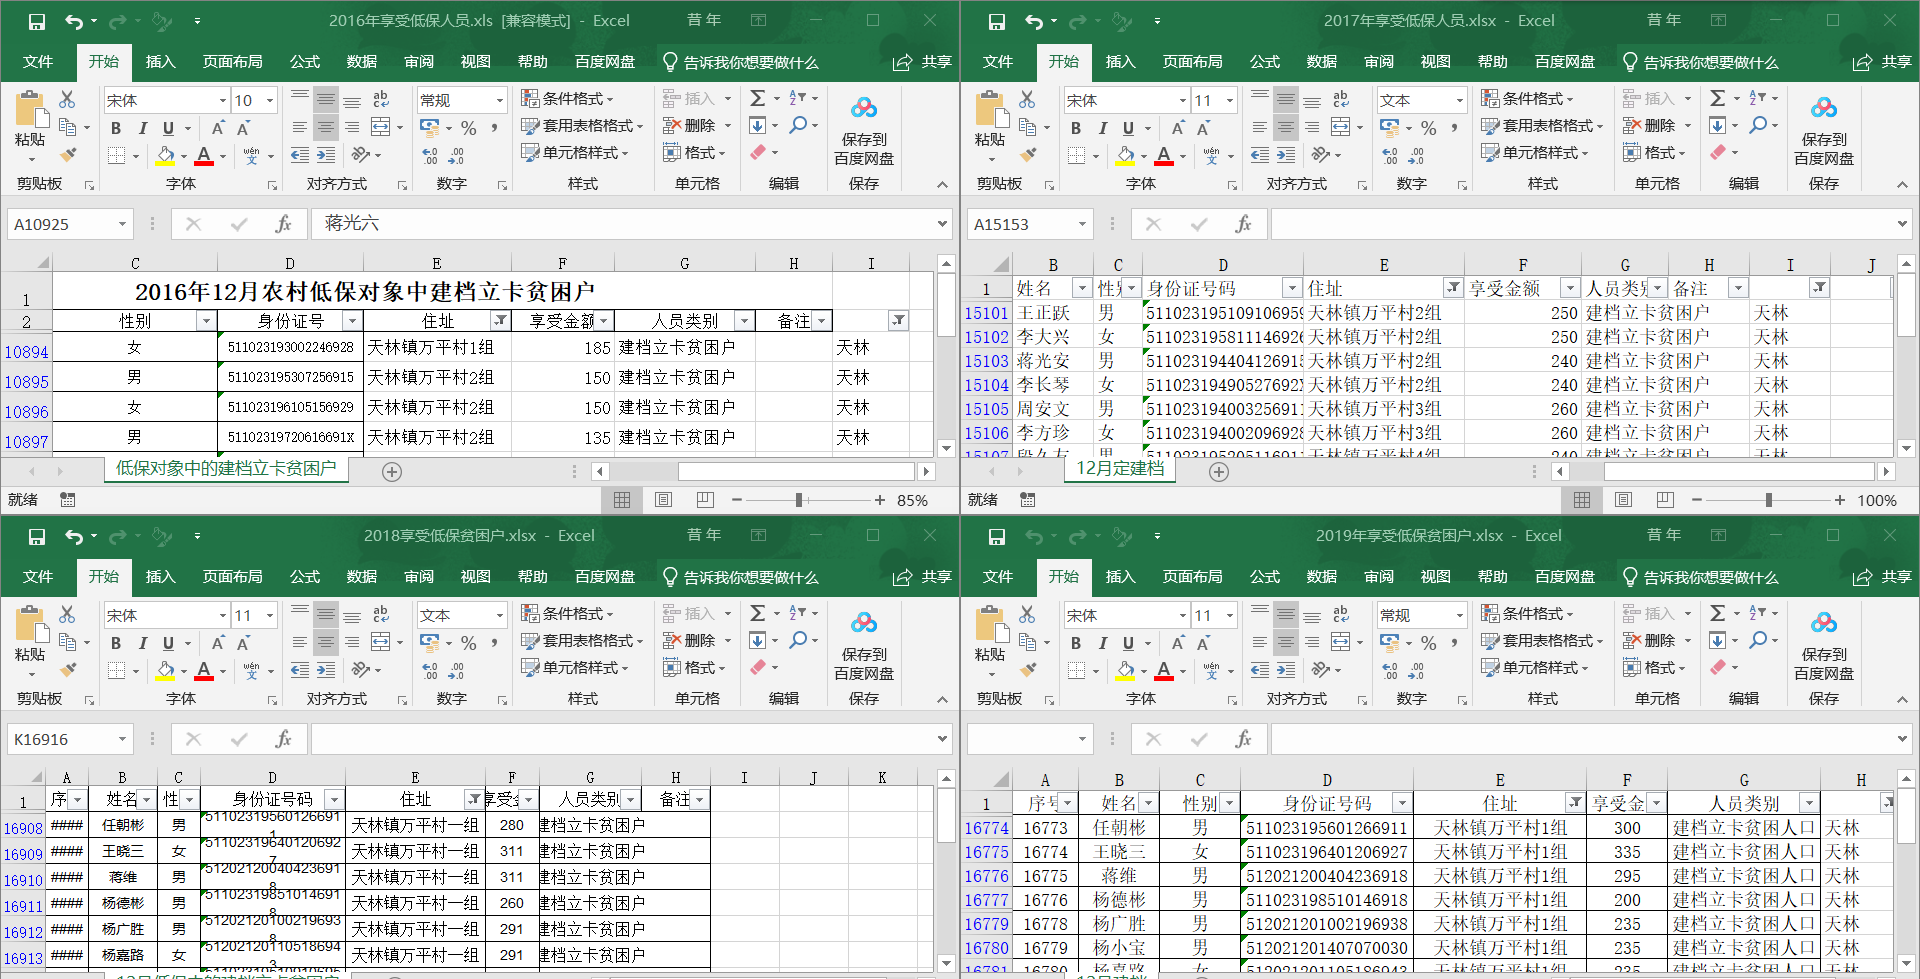 2016年享受低保人员.xls [兼容模式] - Excel 昔 年
文件 开始 插入 页面布局 公式 数据 审阅 视图 帮助 百度网盘 告诉我你想要做什么 共享
宋体 10 常规 条件格式 插入
粘贴 B I U A A % 套用表格格式 删除 保存到
单元格样式 格式 百度网盘
剪贴板 字体 对齐方式 数字 样式 单元格 编辑 保存
A10925 fx 蒋光六
C D E F G H I
1 2016年12月农村低保对象中建档立卡贫困户
2 性别 身份证号 住址 享受金额 人员类别 备注
10894 女 511023193002246928 天林镇万平村1组 185 建档立卡贫困户 天林
10895 男 511023195307256915 天林镇万平村2组 150 建档立卡贫困户 天林
10896 女 511023196105156929 天林镇万平村2组 150 建档立卡贫困户 天林
10897 男 51102319720616691X 天林镇万平村2组 135 建档立卡贫困户 天林
低保对象中的建档立卡贫困户
就绪 85%
2017年享受低保人员.xlsx - Excel 昔 年
文件 开始 插入 页面布局 公式 数据 审阅 视图 帮助 百度网盘 告诉我你想要做什么 共享
宋体 11 文本 条件格式 插入
粘贴 B I U A A % 套用表格格式 删除 保存到
单元格样式 格式 百度网盘
剪贴板 字体 对齐方式 数字 样式 单元格 编辑 保存
A15153 fx
B C D E F G H I J
1 姓名 性别 身份证号码 住址 享受金额 人员类别 备注
15101 王正跃 男 511023195109106959 天林镇万平村2组 250 建档立卡贫困户 天林
15102 李大兴 女 511023195811146926 天林镇万平村2组 250 建档立卡贫困户 天林
15103 蒋光安 男 511023194404126915 天林镇万平村2组 240 建档立卡贫困户 天林
15104 李长琴 女 51102319490527692X 天林镇万平村2组 240 建档立卡贫困户 天林
15105 周安文 男 511023194003256911 天林镇万平村3组 260 建档立卡贫困户 天林
15106 李方珍 女 511023194002096928 天林镇万平村3组 260 建档立卡贫困户 天林
12月定建档
就绪 100%
2018享受低保贫困户.xlsx - Excel 昔 年
文件 开始 插入 页面布局 公式 数据 审阅 视图 帮助 百度网盘 告诉我你想要做什么 共享
宋体 11 文本 条件格式 插入
粘贴 B I U A A % 套用表格格式 删除 保存到
单元格样式 格式 百度网盘
剪贴板 字体 对齐方式 数字 样式 单元格 编辑 保存
K16916 fx
A B C D E F G H I J K
1 序 姓名 性 身份证号码 住址 享受金 人员类别 备注
16908 #### 任朝彬 男 511023195601266911 天林镇万平村一组 280 建档立卡贫困户
16909 #### 王晓三 女 511023196401206927 天林镇万平村一组 311 建档立卡贫困户
16910 #### 蒋维 男 512021200404236918 天林镇万平村一组 311 建档立卡贫困户
16911 #### 杨德彬 男 511023198510146918 天林镇万平村一组 260 建档立卡贫困户
16912 #### 杨广胜 男 512021201002196938 天林镇万平村一组 291 建档立卡贫困户
16913 #### 杨嘉路 女 512021201105186943 天林镇万平村一组 291 建档立卡贫困户
2019年享受低保贫困户.xlsx - Excel 昔 年
文件 开始 插入 页面布局 公式 数据 审阅 视图 帮助 百度网盘 告诉我你想要做什么 共享
宋体 11 常规 条件格式 插入
粘贴 B I U A A % 套用表格格式 删除 保存到
单元格样式 格式 百度网盘
剪贴板 字体 对齐方式 数字 样式 单元格 编辑 保存
fx
A B C D E F G H
1 序号 姓名 性别 身份证号码 住址 享受金 人员类别
16774 16773 任朝彬 男 511023195601266911 天林镇万平村1组 300 建档立卡贫困人口 天林
16775 16774 王晓三 女 511023196401206927 天林镇万平村1组 335 建档立卡贫困人口 天林
16776 16775 蒋维 男 512021200404236918 天林镇万平村1组 295 建档立卡贫困人口 天林
16777 16776 杨德彬 男 511023198510146918 天林镇万平村1组 200 建档立卡贫困人口 天林
16779 16778 杨广胜 男 512021201002196938 天林镇万平村1组 235 建档立卡贫困人口 天林
16780 16779 杨小宝 男 512021201407070030 天林镇万平村1组 235 建档立卡贫困人口 天林
16781 16780 杨嘉路 女 512021201105186943 天林镇万平村1组 235 建档立卡贫困人口 天林